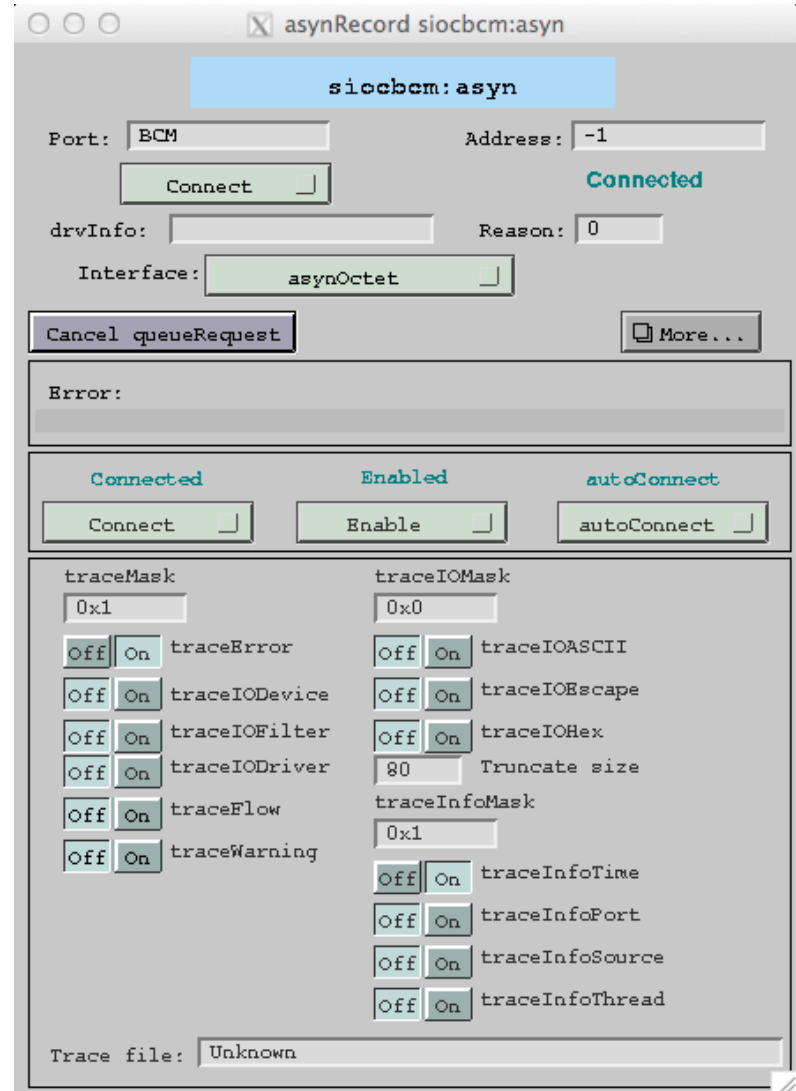 asynRecord siocbcm:asyn
siocbcm:asyn
Port: BCM Address: -1
Connect Connected
drvInfo: Reason: 0
Interface: asynOctet
Cancel queueRequest More...
Error:
Connected Enabled autoConnect
Connect Enable autoConnect
traceMask traceIOMask
0x1 0x0
Off On traceError Off On traceIOASCII
Off On traceIODevice Off On traceIOEscape
Off On traceIOFilter Off On traceIOHex
Off On traceIODriver 80 Truncate size
Off On traceFlow traceInfoMask
Off On traceWarning 0x1
Off On traceInfoTime
Off On traceInfoPort
Off On traceInfoSource
Off On traceInfoThread
Trace file: Unknown